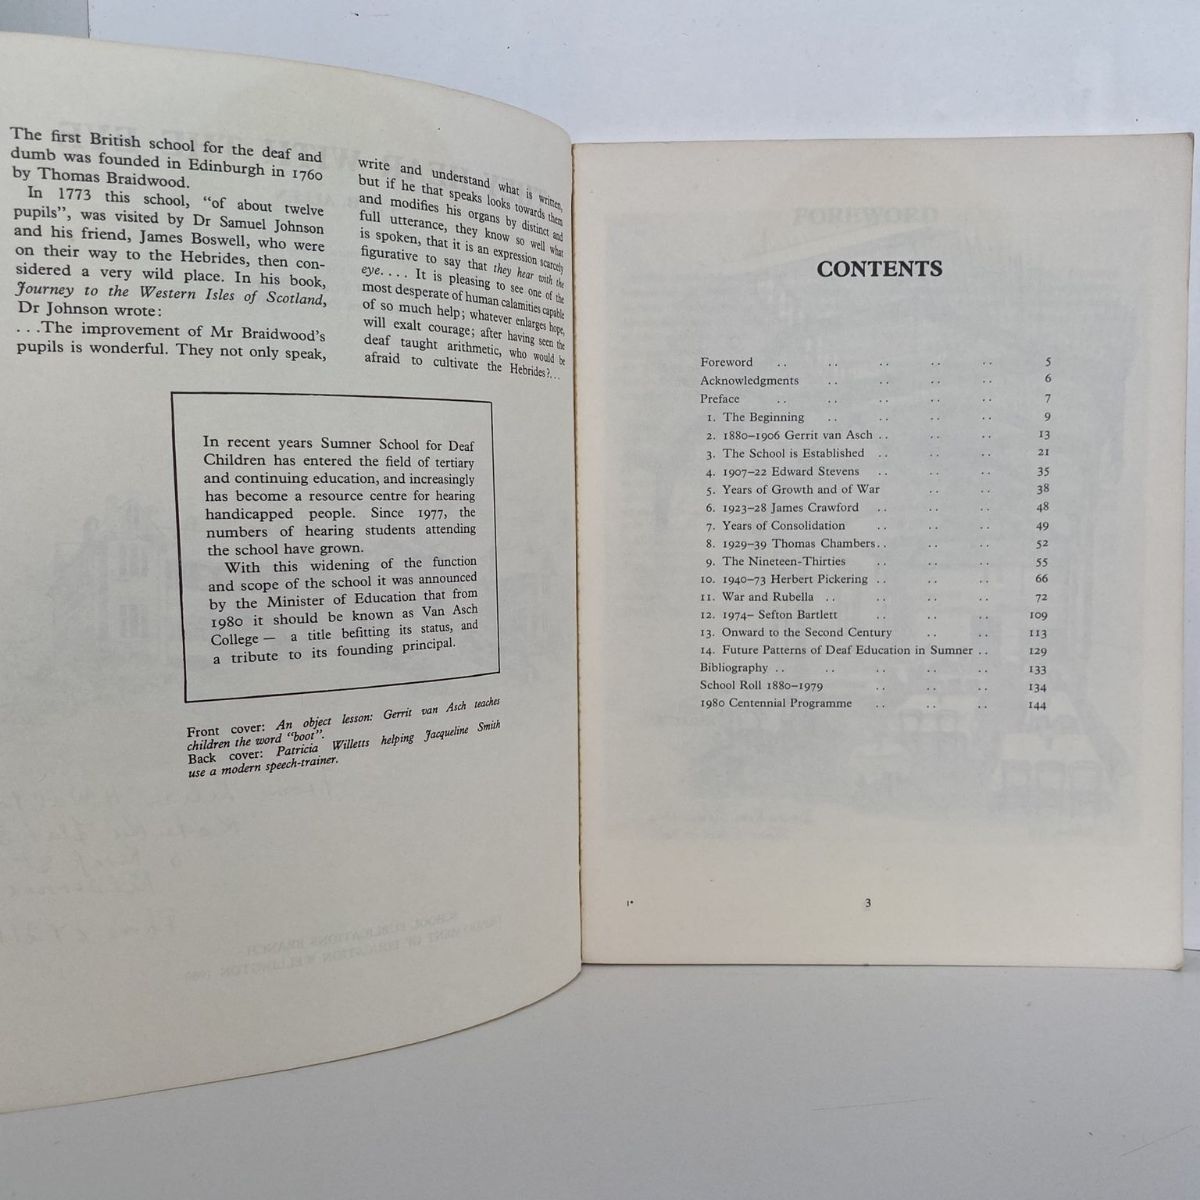 The first British school for the deaf and
dumb was founded in Edinburgh in 1760
by Thomas Braidwood.
In 1773 this school, "of about twelve
pupils", was visited by Dr Samuel Johnson
and his friend, James Boswell, who were
on their way to the Hebrides, then con-
sidered a very wild place. In his book,
Journey to the Western Isles of Scotland,
Dr Johnson wrote:
...The improvement of Mr Braidwood's
pupils is wonderful. They not only speak,
write and understand what is written,
but if he that speaks looks towards them
and modifies his organs by distinct and
full utterance, they know so well what
is spoken, that it is an expression scarcely
figurative to say that they hear with the
eye.... It is pleasing to see one of the
most desperate of human calamities capable
of so much help; whatever enlarges hope,
will exalt courage; after having seen the
deaf taught arithmetic, who would be
afraid to cultivate the Hebrides?...
In recent years Sumner School for Deaf
Children has entered the field of tertiary
and continuing education, and increasingly
has become a resource centre for hearing
handicapped people. Since 1977, the
numbers of hearing students attending
the school have grown.
With this widening of the function
and scope of the school it was announced
by the Minister of Education that from
1980 it should be known as Van Asch
College — a title befitting its status, and
a tribute to its founding principal.
Front cover: An object lesson: Gerrit van Asch teaches
children the word "boot".
Back cover: Patricia Willetts helping Jacqueline Smith
use a modern speech-trainer.
FOREWORD
CONTENTS
Foreword .. .. .. .. .. 5
Acknowledgments .. .. .. .. 6
Preface .. .. .. .. .. 7
1. The Beginning .. .. .. .. 9
2. 1880–1906 Gerrit van Asch .. .. .. 13
3. The School is Established .. .. .. 21
4. 1907–22 Edward Stevens .. .. .. 35
5. Years of Growth and of War .. .. 38
6. 1923–28 James Crawford .. .. .. 48
7. Years of Consolidation .. .. .. 49
8. 1929–39 Thomas Chambers.. .. .. 52
9. The Nineteen-Thirties .. .. .. 55
10. 1940–73 Herbert Pickering .. .. .. 66
11. War and Rubella .. .. .. .. 72
12. 1974– Sefton Bartlett .. .. .. 109
13. Onward to the Second Century .. .. 113
14. Future Patterns of Deaf Education in Sumner .. 129
Bibliography .. .. .. .. .. 133
School Roll 1880–1979 .. .. .. 134
1980 Centennial Programme .. .. .. 144
1*
3